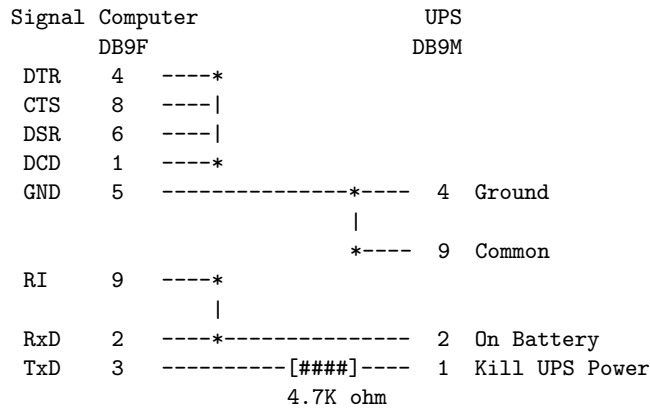 Signal Computer                  UPS
       DB9F                     DB9M
 DTR    4   ----*
 CTS    8   ----|
 DSR    6   ----|
 DCD    1   ----*
 GND    5   ---------------*----  4  Ground
                           |
                           *----  9  Common
 RI     9   ----*
                |
 RxD    2   ----*---------------  2  On Battery
 TxD    3   ----------[####]----  1  Kill UPS Power
                      4.7K ohm